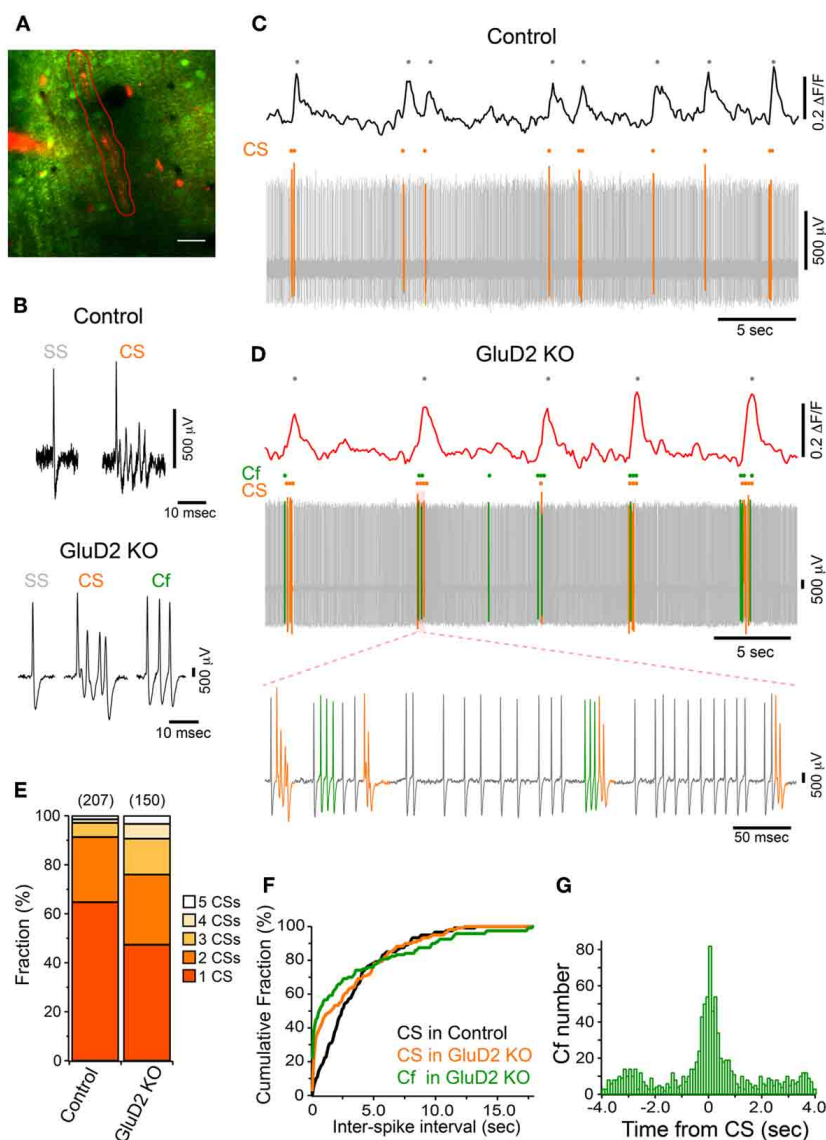 A
B
Control
SS CS
500 µV
10 msec
GluD2 KO
SS CS Cf
500 µV
10 msec
C
Control
0.2 ΔF/F
CS
500 µV
5 sec
D
GluD2 KO
0.2 ΔF/F
Cf
CS
500 µV
5 sec
500 µV
50 msec
E
(207) (150)
100
80
60
40
20
0
Fraction (%)
Control
GluD2 KO
5 CSs
4 CSs
3 CSs
2 CSs
1 CS
F
100
80
60
40
20
0
Cumulative Fraction (%)
CS in Control
CS in GluD2 KO
Cf in GluD2 KO
0 5.0 10.0 15.0
Inter-spike interval (sec)
G
80
60
40
20
0
Cf number
-4.0 -2.0 0 2.0 4.0
Time from CS (sec)